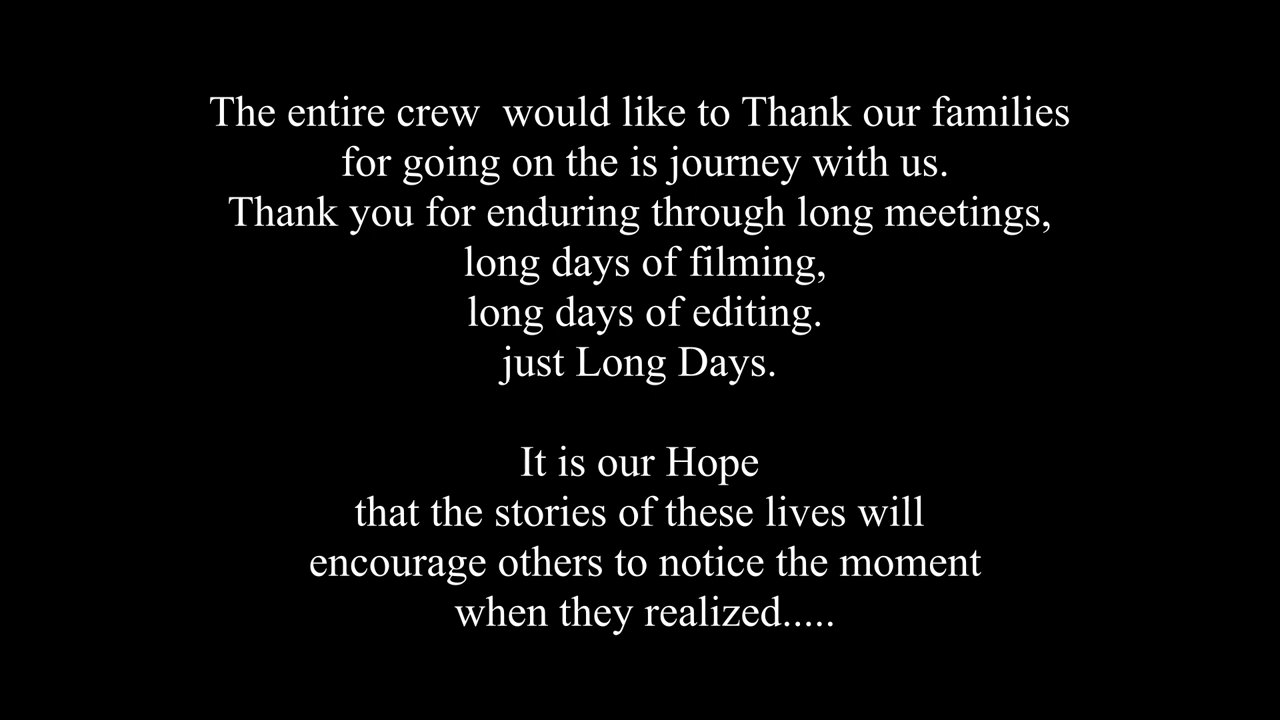 The entire crew  would like to Thank our families
for going on the is journey with us.
Thank you for enduring through long meetings,
long days of filming,
long days of editing.
just Long Days.
It is our Hope
that the stories of these lives will
encourage others to notice the moment
when they realized.....